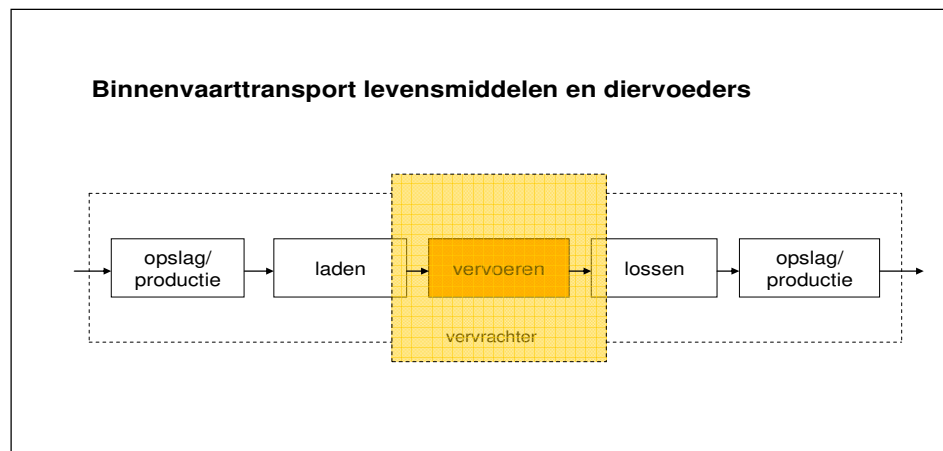 Binnenvaarttransport levensmiddelen en diervoeders
opslag/
productie
laden
vervoeren
lossen
opslag/
productie
vervrachter